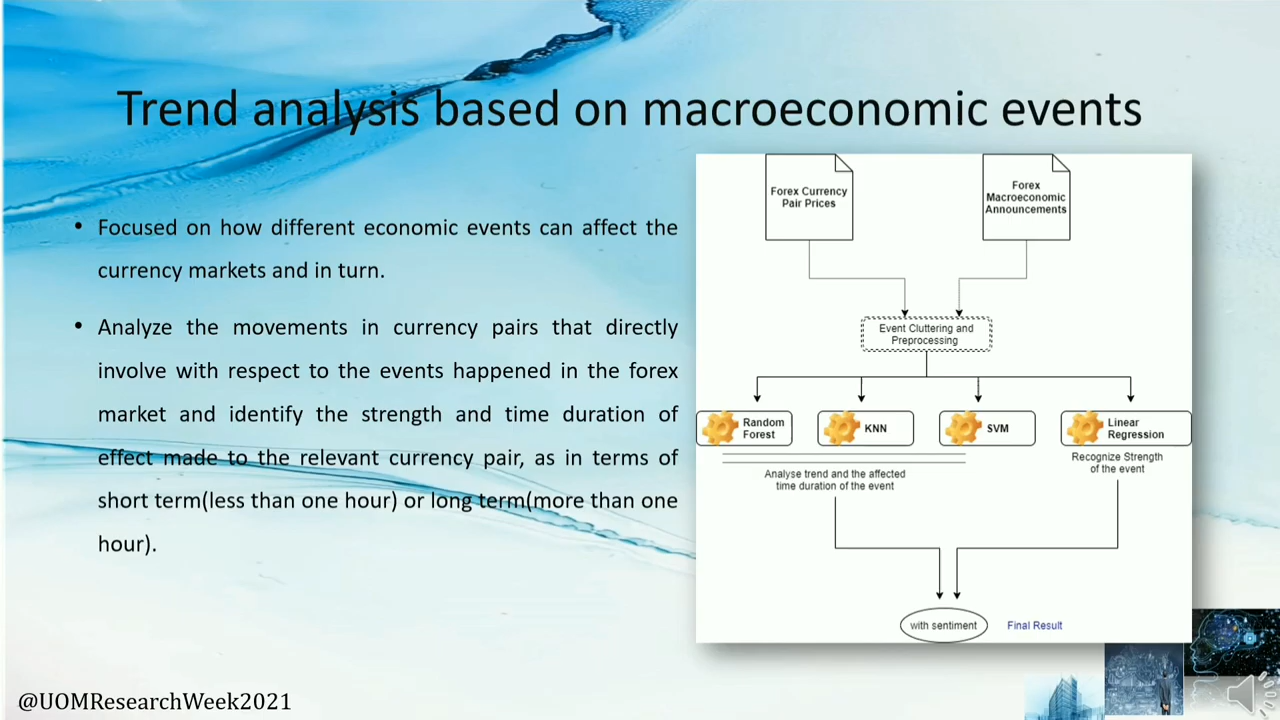 Trend analysis based on macroeconomic events
• Focused on how different economic events can affect the
currency markets and in turn.
• Analyze the movements in currency pairs that directly
involve with respect to the events happened in the forex
market and identify the strength and time duration of
effect made to the relevant currency pair, as in terms of
short term(less than one hour) or long term(more than one
hour).
Forex Currency
Pair Prices
Forex
Macroeconomic
Announcements
Event Cluttering and
Preprocessing
Random
Forest
KNN
SVM
Linear
Regression
Analyse trend and the affected
time duration of the event
Recognize Strength
of the event
with sentiment
Final Result
@UOMResearchWeek2021